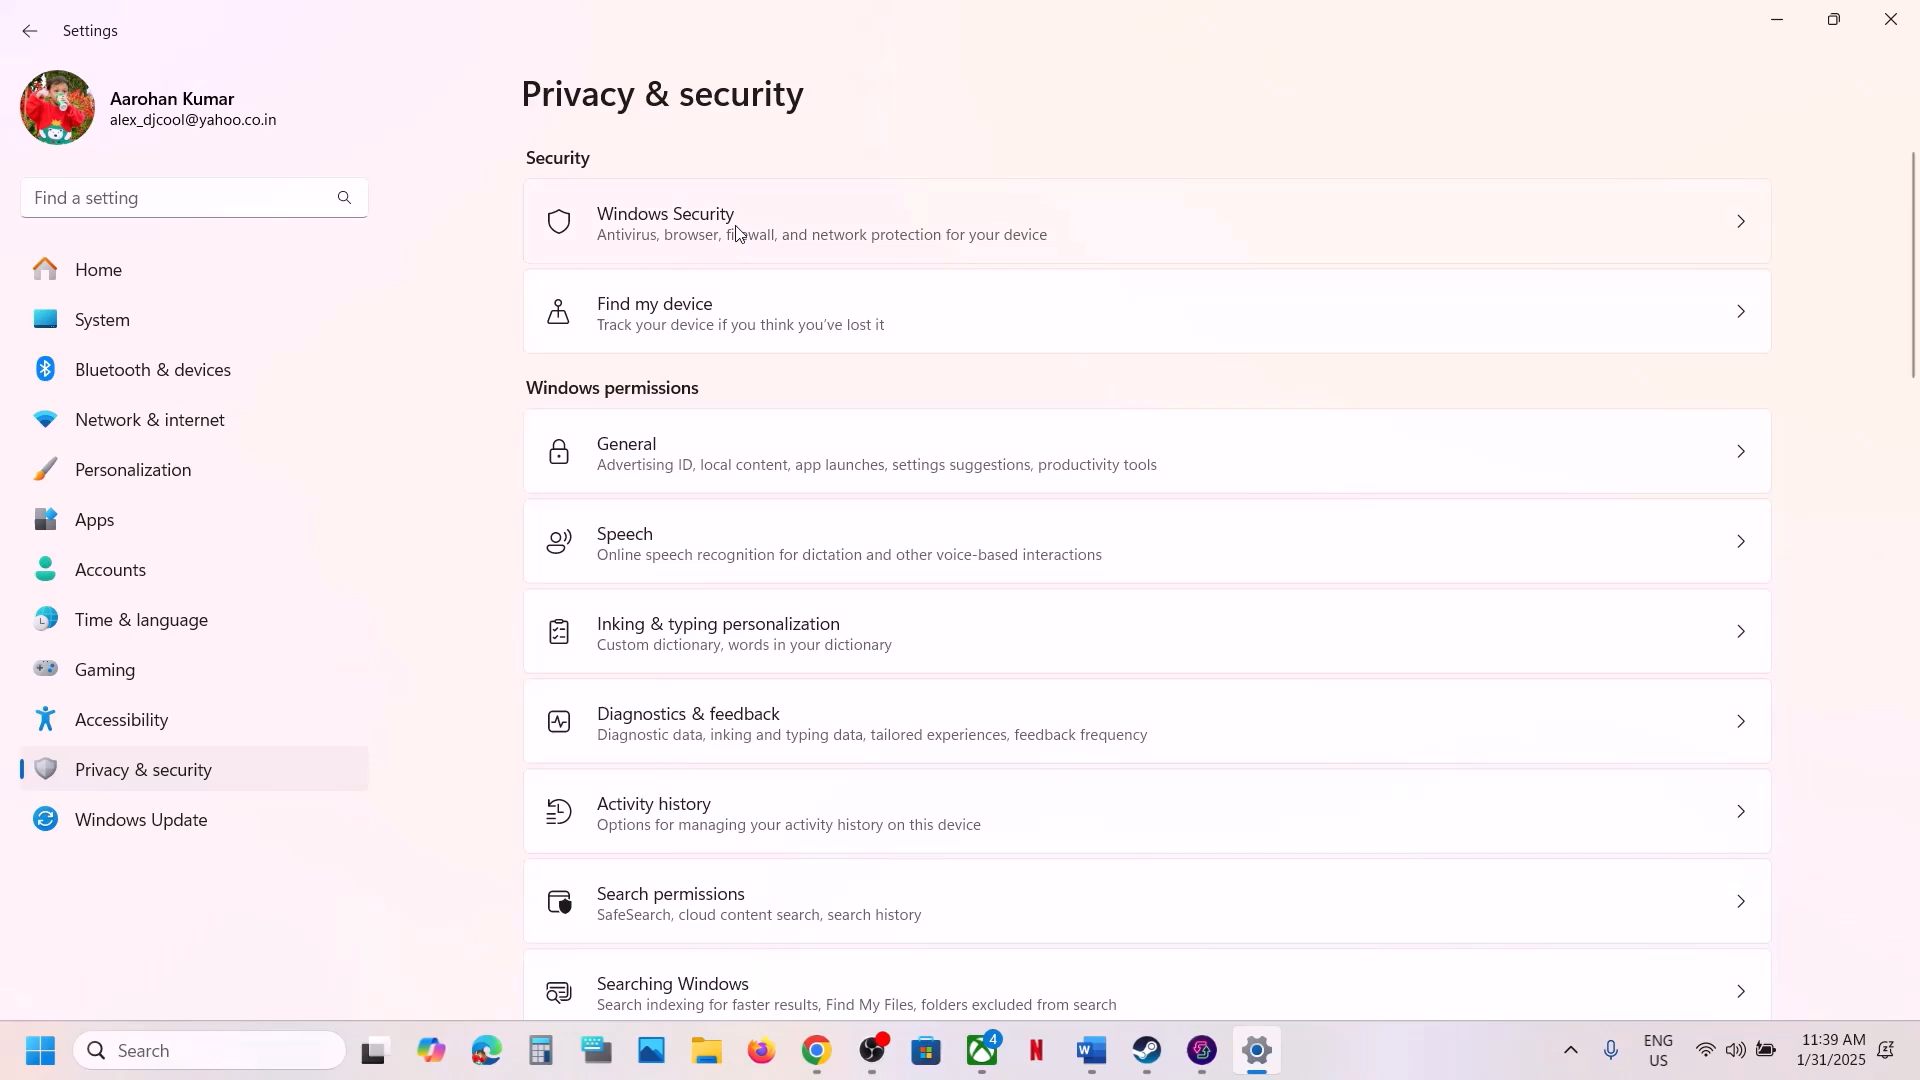 Settings
Aarohan Kumar
alex_djcool@yahoo.co.in
Find a setting
Home
System
Bluetooth & devices
Network & internet
Personalization
Apps
Accounts
Time & language
Gaming
Accessibility
Privacy & security
Windows Update
Privacy & security
Security
Windows Security
Antivirus, browser, firewall, and network protection for your device
Find my device
Track your device if you think you've lost it
Windows permissions
General
Advertising ID, local content, app launches, settings suggestions, productivity tools
Speech
Online speech recognition for dictation and other voice-based interactions
Inking & typing personalization
Custom dictionary, words in your dictionary
Diagnostics & feedback
Diagnostic data, inking and typing data, tailored experiences, feedback frequency
Activity history
Options for managing your activity history on this device
Search permissions
SafeSearch, cloud content search, search history
Searching Windows
Search indexing for faster results, Find My Files, folders excluded from search
Search
4
N
W
ENG
US
11:39 AM
1/31/2025